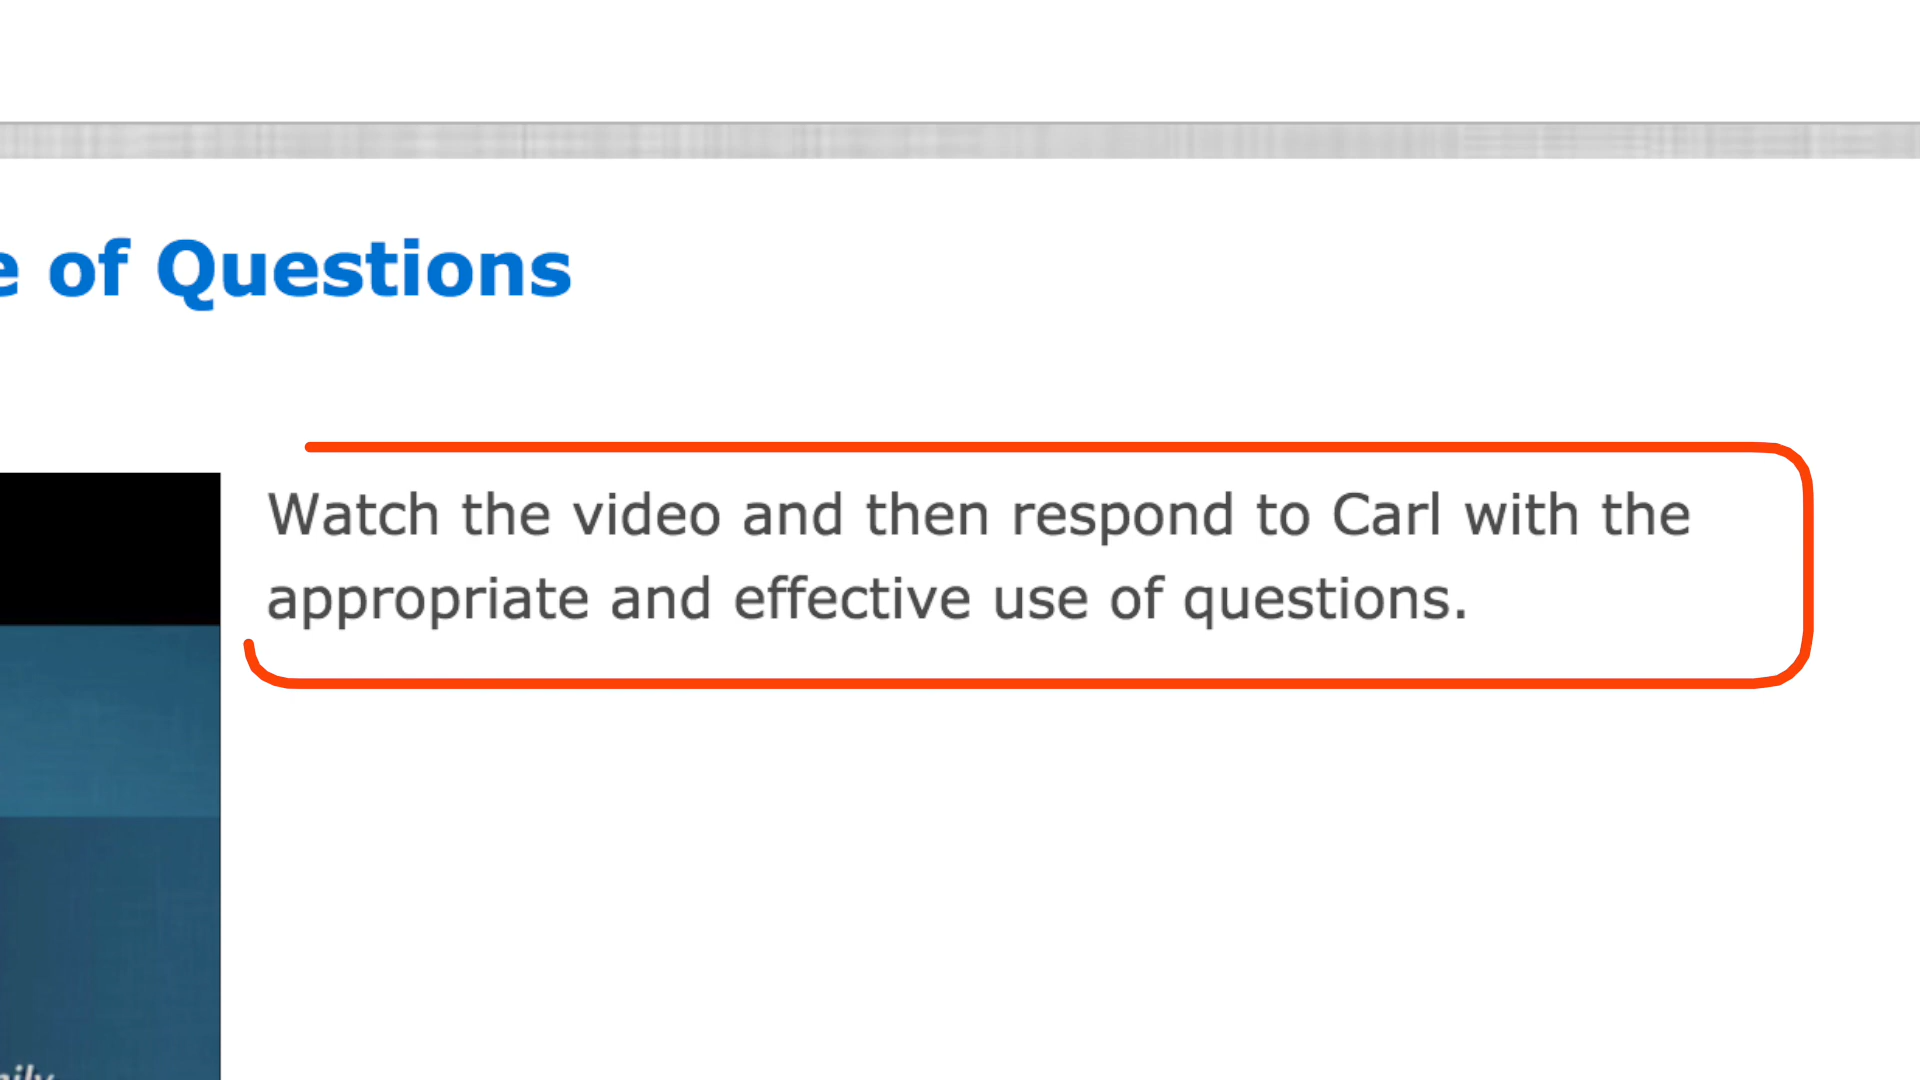 of Questions
Watch the video and then respond to Carl with the
appropriate and effective use of questions.